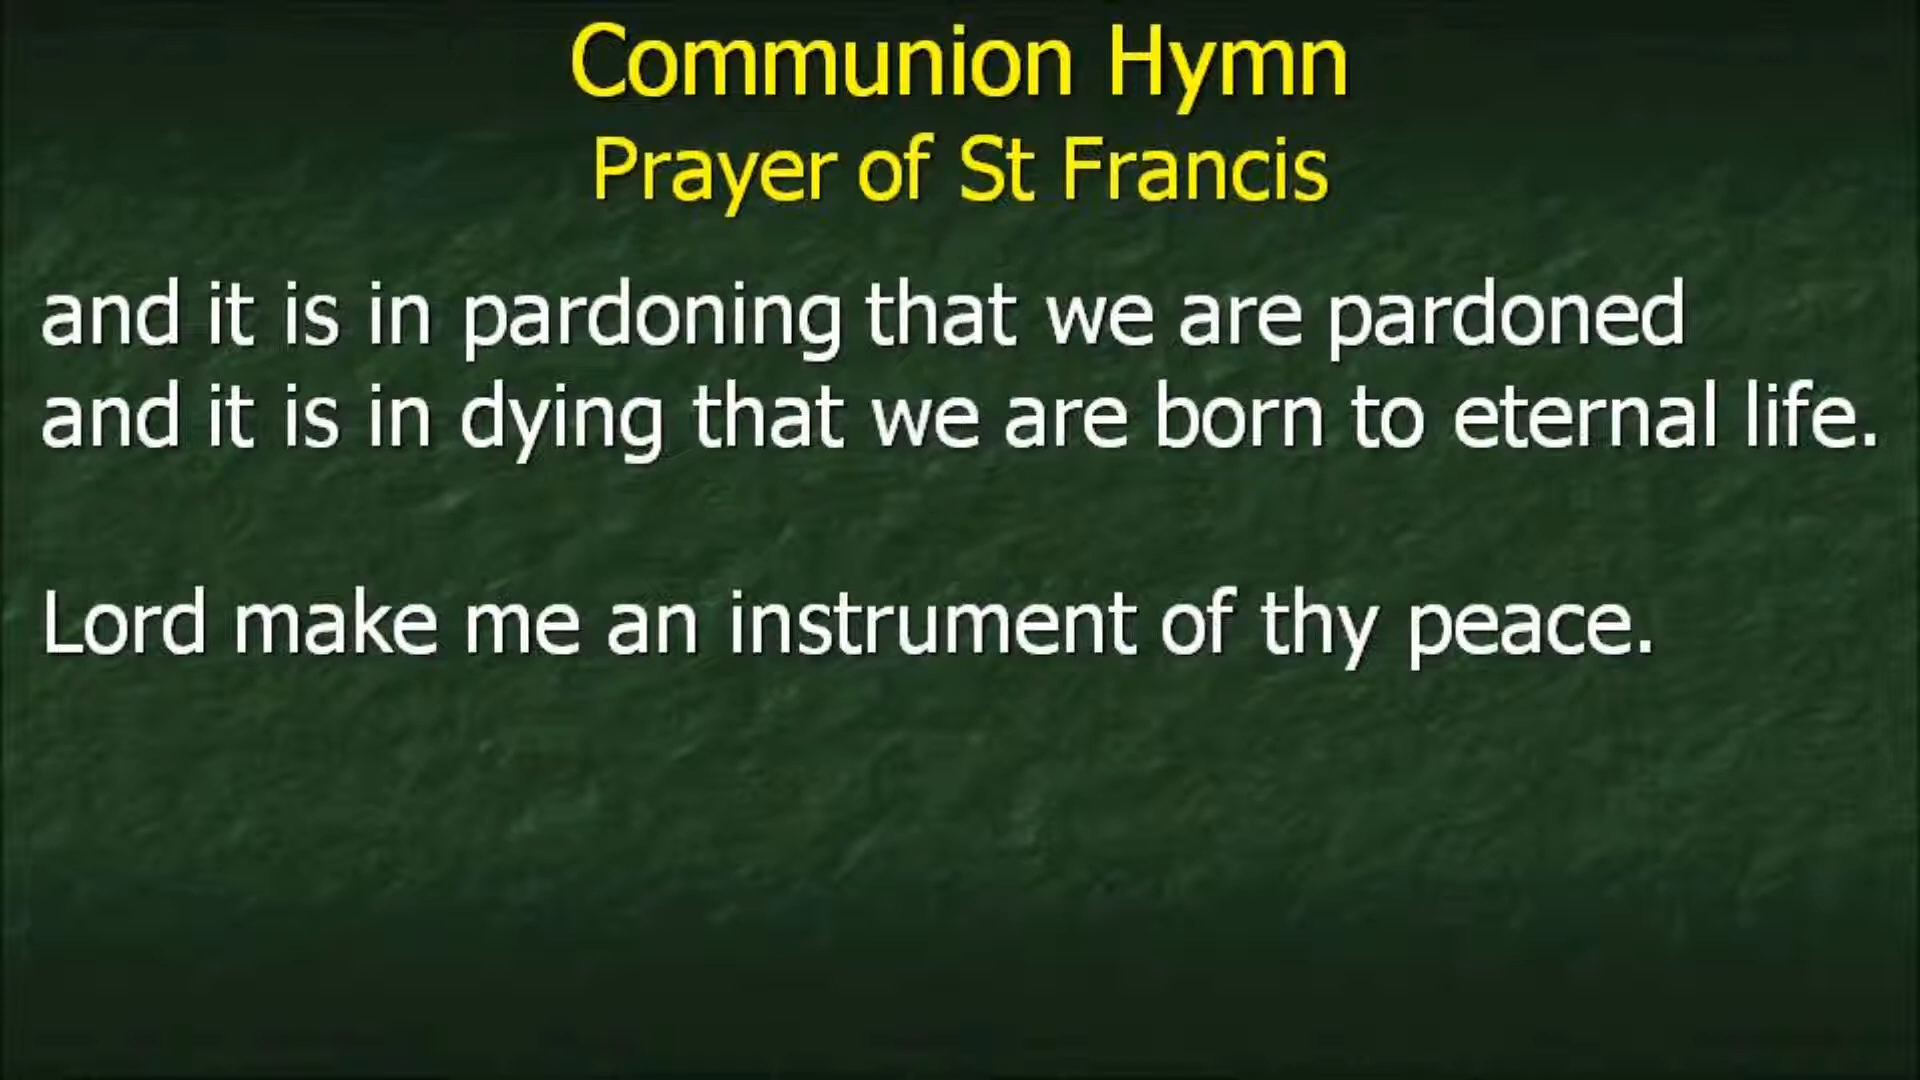 Communion Hymn
Prayer of St Francis
and it is in pardoning that we are pardoned
and it is in dying that we are born to eternal life.
Lord make me an instrument of thy peace.